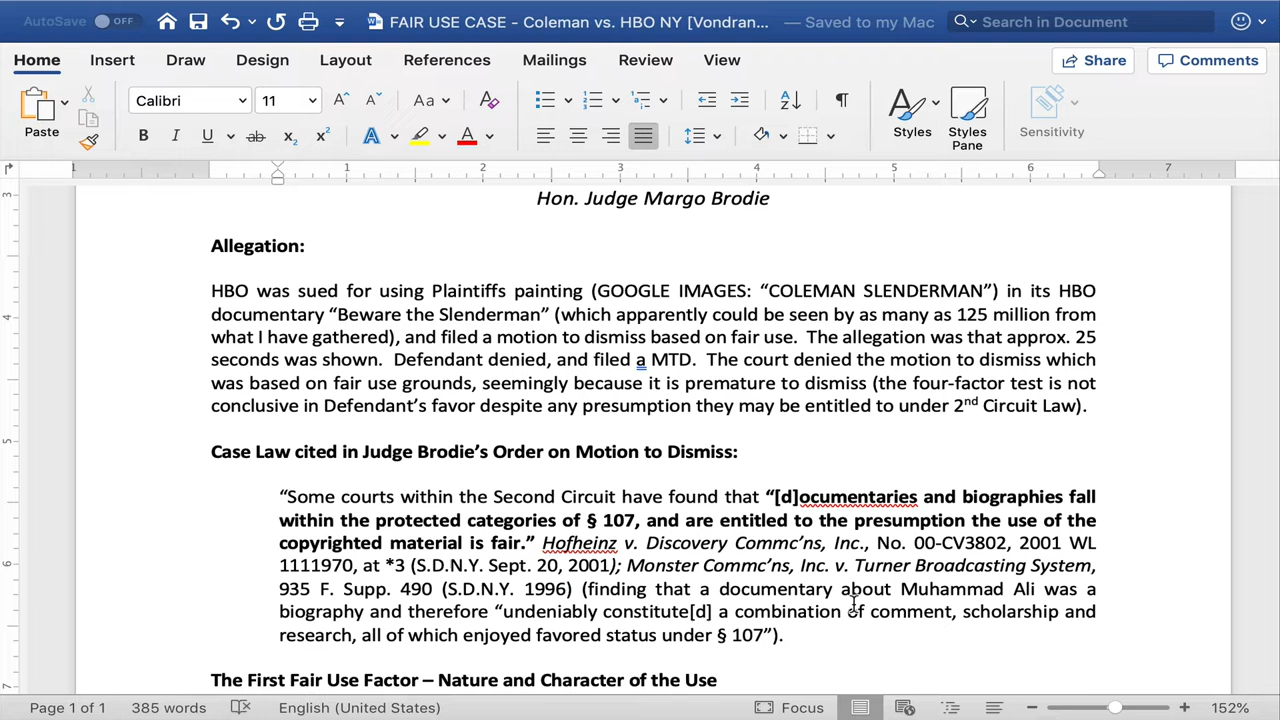 AutoSave OFF FAIR USE CASE - Coleman vs. HBO NY [Vondran... — Saved to my Mac Search in Document
Home Insert Draw Design Layout References Mailings Review View Share Comments
Calibri 11
Paste Styles Styles Pane Sensitivity
1 1 2 3 4 5 6 7
Hon. Judge Margo Brodie
Allegation:
HBO was sued for using Plaintiffs painting (GOOGLE IMAGES: “COLEMAN SLENDERMAN”) in its HBO
documentary “Beware the Slenderman” (which apparently could be seen by as many as 125 million from
what I have gathered), and filed a motion to dismiss based on fair use. The allegation was that approx. 25
seconds was shown. Defendant denied, and filed a MTD. The court denied the motion to dismiss which
was based on fair use grounds, seemingly because it is premature to dismiss (the four-factor test is not
conclusive in Defendant’s favor despite any presumption they may be entitled to under 2nd Circuit Law).
Case Law cited in Judge Brodie’s Order on Motion to Dismiss:
“Some courts within the Second Circuit have found that “[d]ocumentaries and biographies fall
within the protected categories of § 107, and are entitled to the presumption the use of the
copyrighted material is fair.” Hofheinz v. Discovery Commc’ns, Inc., No. 00-CV3802, 2001 WL
1111970, at *3 (S.D.N.Y. Sept. 20, 2001); Monster Commc’ns, Inc. v. Turner Broadcasting System,
935 F. Supp. 490 (S.D.N.Y. 1996) (finding that a documentary about Muhammad Ali was a
biography and therefore “undeniably constitute[d] a combination of comment, scholarship and
research, all of which enjoyed favored status under § 107”).
The First Fair Use Factor – Nature and Character of the Use
Page 1 of 1 385 words English (United States) Focus 152%